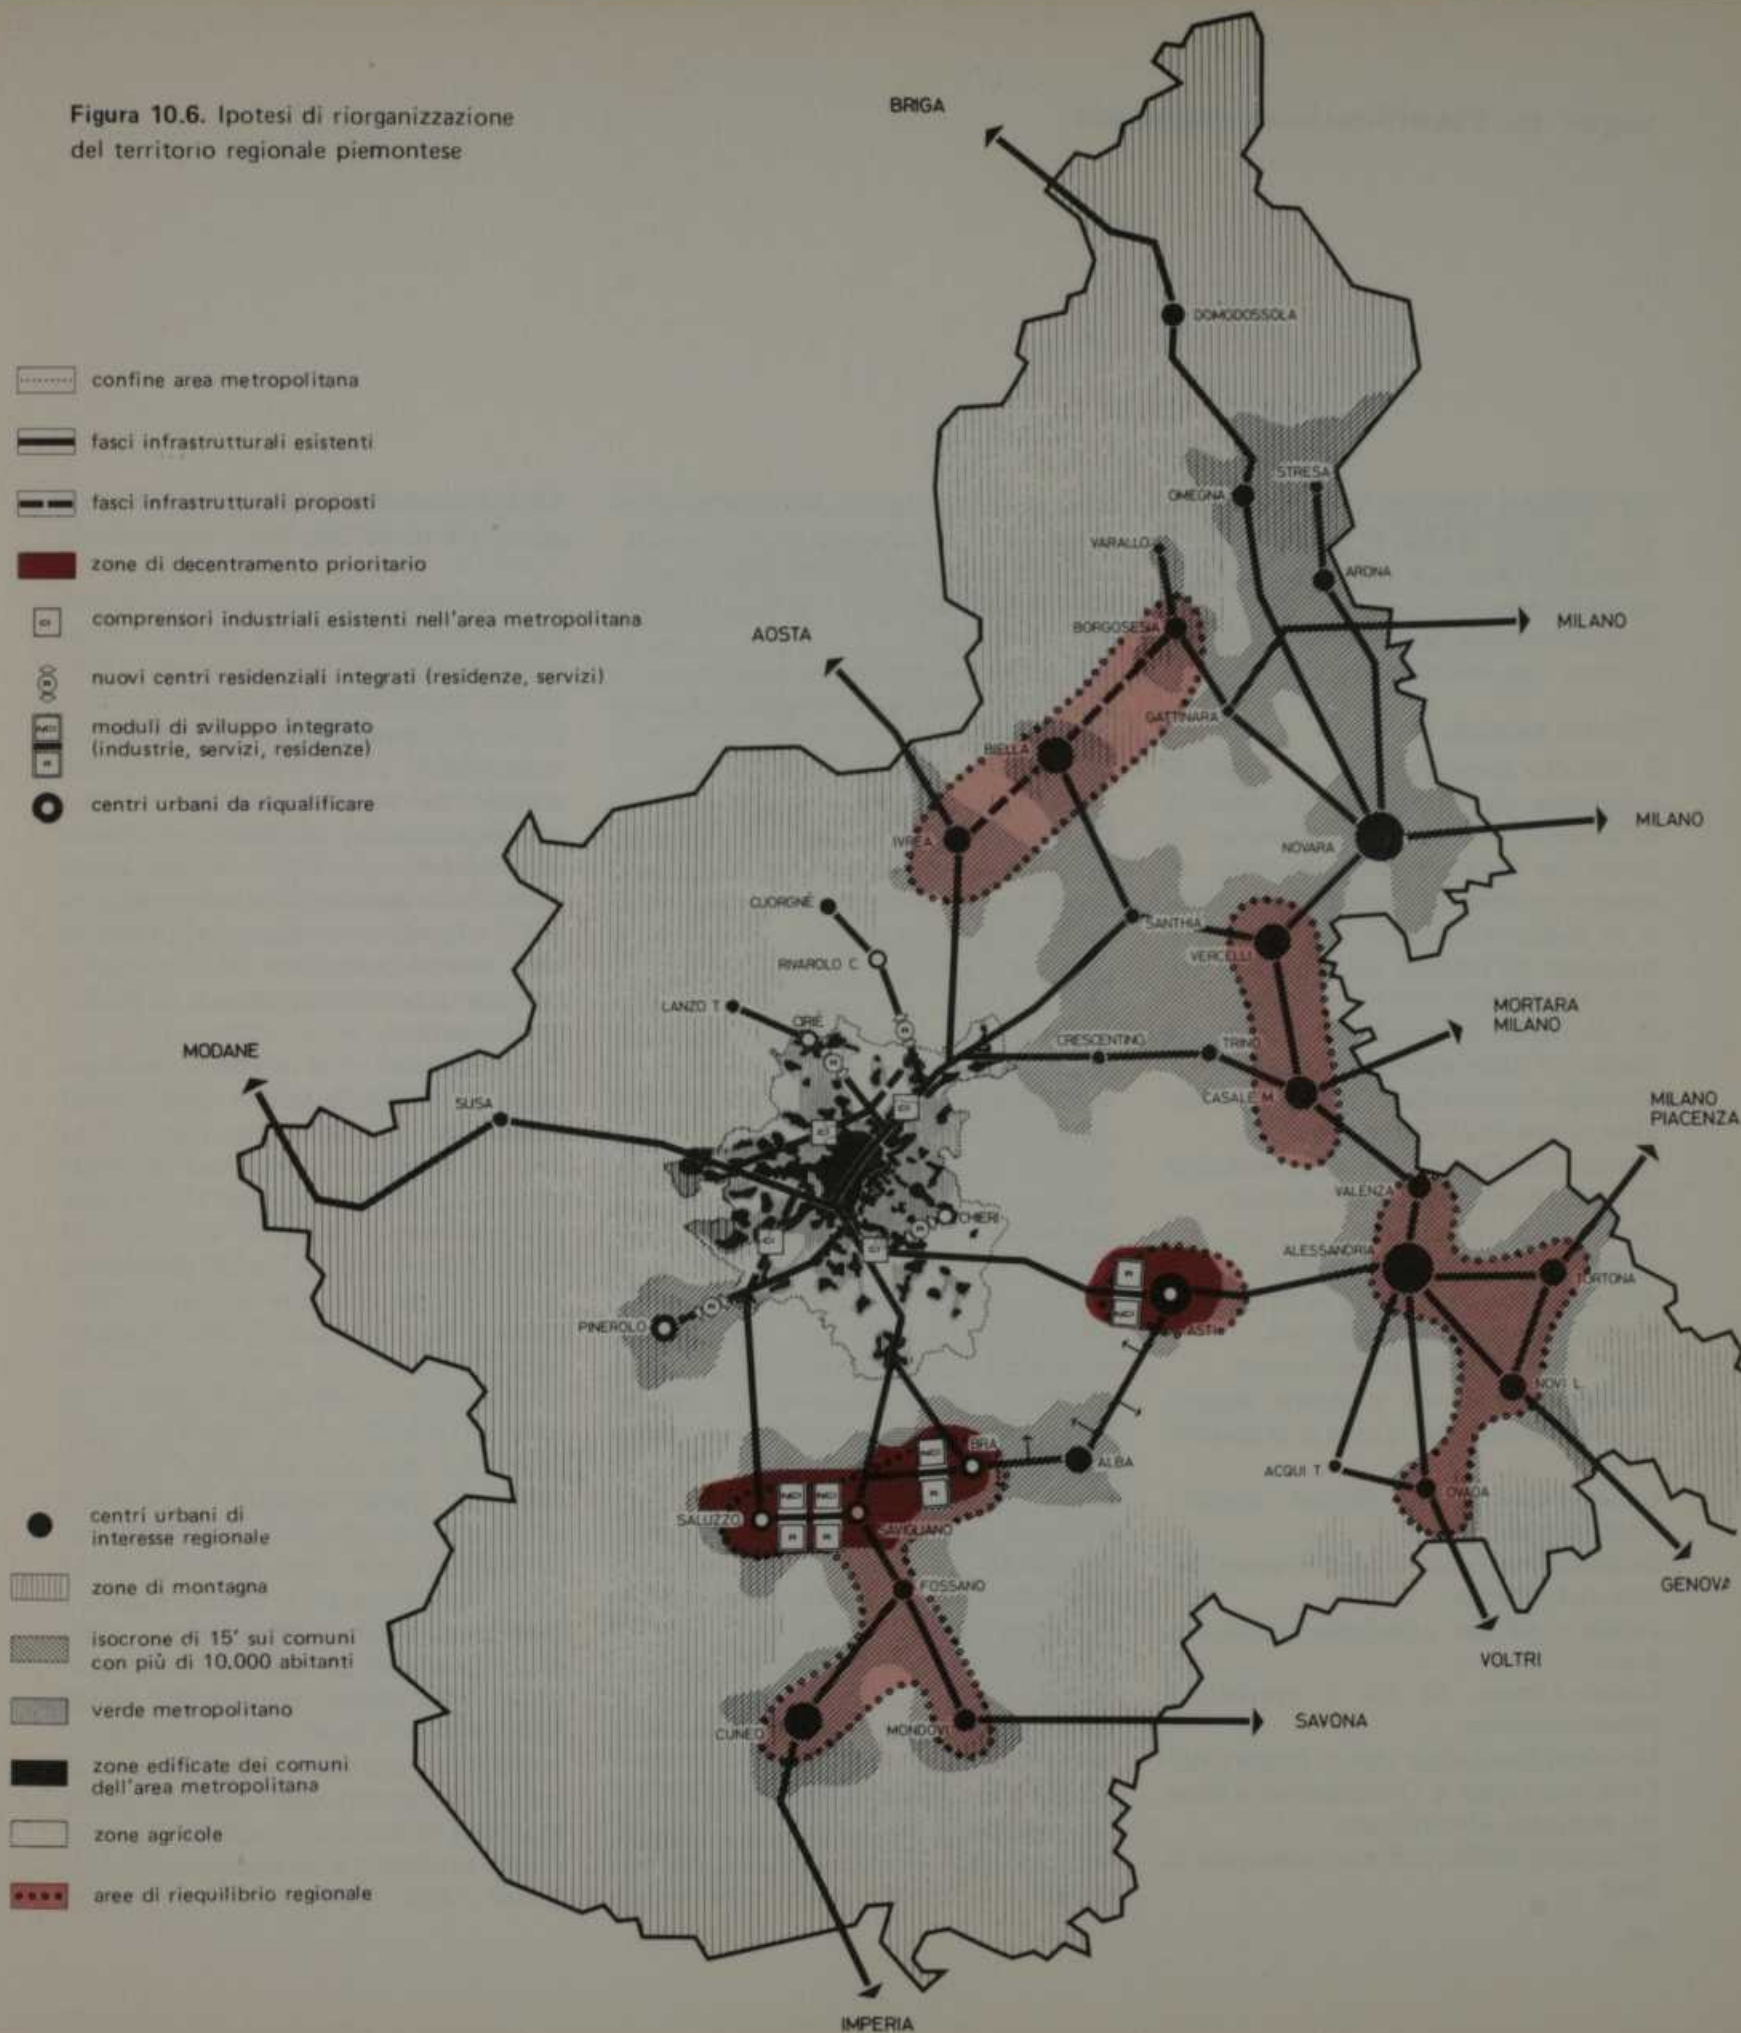 Figura 10.6. Ipotesi di riorganizzazione
del territorio regionale piemontese
confine area metropolitana
fasci infrastrutturali esistenti
fasci infrastrutturali proposti
zone di decentramento prioritario
comprensori industriali esistenti nell'area metropolitana
nuovi centri residenziali integrati (residenze, servizi)
moduli di sviluppo integrato
(industrie, servizi, residenze)
centri urbani da riqualificare
centri urbani di
interesse regionale
zone di montagna
isocrone di 15' sui comuni
con più di 10.000 abitanti
verde metropolitano
zone edificate dei comuni
dell'area metropolitana
zone agricole
aree di riequilibrio regionale
BRIGA
DOMODOSSOLA
STRESA
OMEGNA
VARALLO
ARONA
BORGOSESIA
MILANO
AOSTA
GATTINARA
BIELLA
MILANO
IVREA
NOVARA
CUORGNÉ
SANTHIA
VERCELLI
RIVAROLO C.
LANZO T.
CIRIÉ
MORTARA
MILANO
CRESCENTINO
TRINO
MODANE
SUSA
CASALE M.
MILANO
PIACENZA
VALENZA
CHIERI
ALESSANDRIA
TORTONA
PINEROLO
ASTI
NOVI L.
BRA
ALBA
ACQUI T.
OVADA
SALUZZO
SAVIGLIANO
FOSSANO
GENOVA
VOLTRI
CUNEO
MONDOVI
SAVONA
IMPERIA